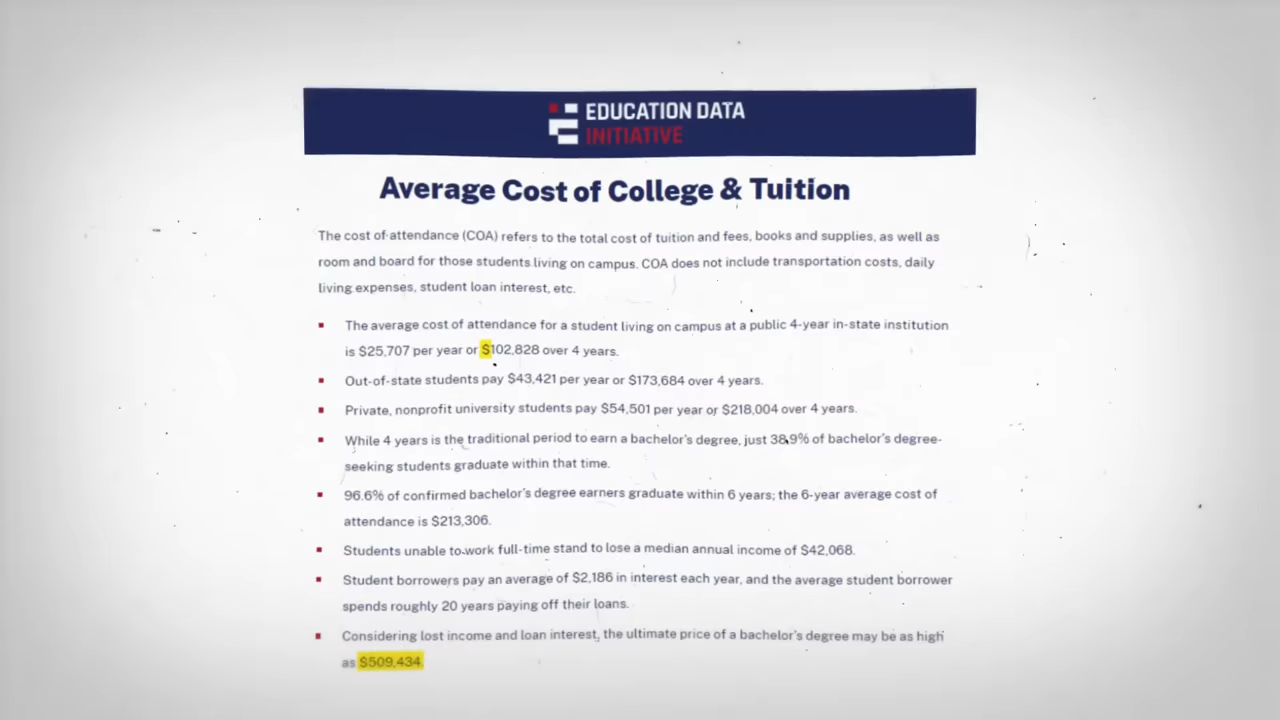 EDUCATION DATA
INITIATIVE
Average Cost of College & Tuition
The cost of attendance (COA) refers to the total cost of tuition and fees, books and supplies, as well as
room and board for those students living on campus. COA does not include transportation costs, daily
living expenses, student loan interest, etc.
▪ The average cost of attendance for a student living on campus at a public 4-year in-state institution
is $25,707 per year or $102,828 over 4 years.
▪ Out-of-state students pay $43,421 per year or $173,684 over 4 years.
▪ Private, nonprofit university students pay $54,501 per year or $218,004 over 4 years.
▪ While 4 years is the traditional period to earn a bachelor's degree, just 38.9% of bachelor's degree-
seeking students graduate within that time.
▪ 96.6% of confirmed bachelor's degree earners graduate within 6 years; the 6-year average cost of
attendance is $213,306.
▪ Students unable to work full-time stand to lose a median annual income of $42,068.
▪ Student borrowers pay an average of $2,186 in interest each year, and the average student borrower
spends roughly 20 years paying off their loans.
▪ Considering lost income and loan interest, the ultimate price of a bachelor's degree may be as high
as $509,434.